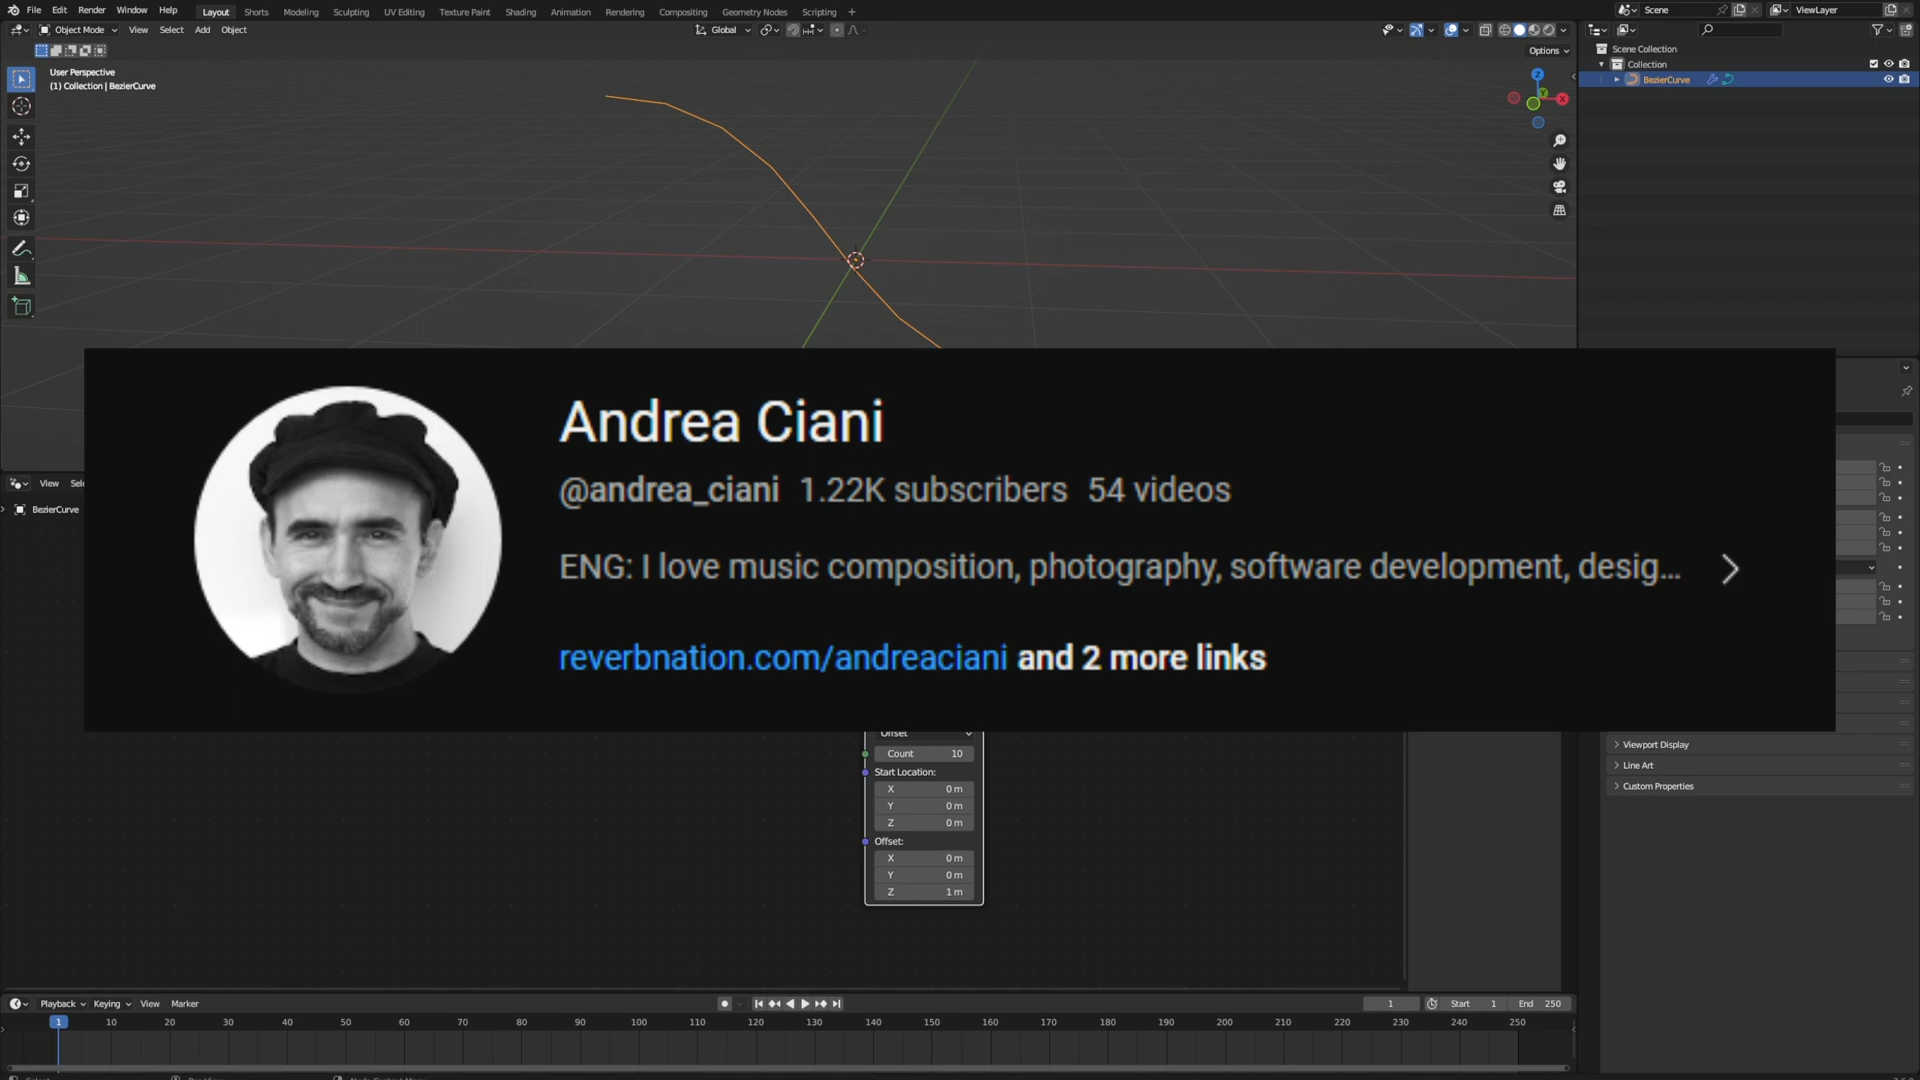 File Edit Render Window Help Layout Shorts Modeling Sculpting UV Editing Texture Paint Shading Animation Rendering Compositing Geometry Nodes Scripting + Scene ViewLayer
Object Mode View Select Add Object Global
Options
User Perspective
(1) Collection | BezierCurve
Z
Y
X
Scene Collection
Collection
BezierCurve
View
BezierCurve
Andrea Ciani
@andrea_ciani 1.22K subscribers 54 videos
ENG: I love music composition, photography, software development, desig...
reverbnation.com/andreaciani and 2 more links
Offset
Count 10
Start Location:
X 0 m
Y 0 m
Z 0 m
Offset:
X 0 m
Y 0 m
Z 1 m
Viewport Display
Line Art
Custom Properties
Playback Keying View Marker 1 Start 1 End 250
1 10 20 30 40 50 60 70 80 90 100 110 120 130 140 150 160 170 180 190 200 210 220 230 240 250